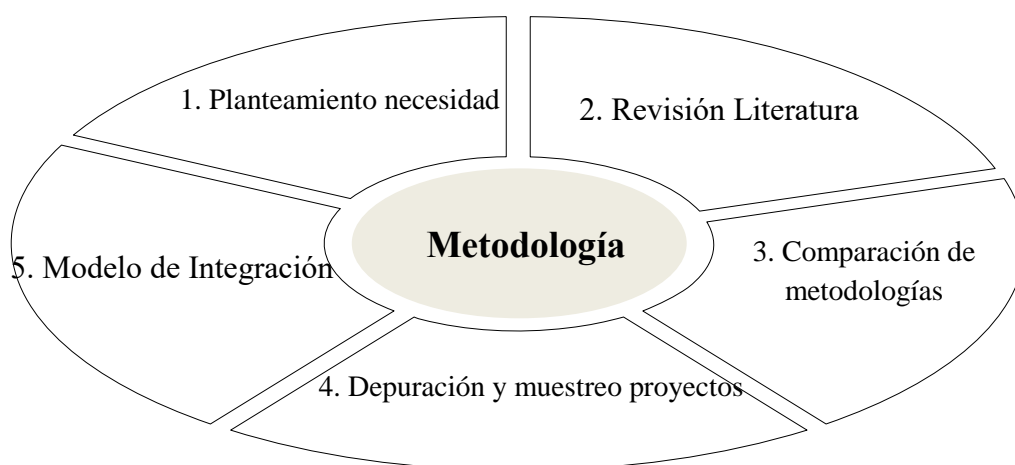 1. Planteamiento necesidad
2. Revisión Literatura
Metodología
3. Comparación de
metodologías
4. Depuración y muestreo proyectos
5. Modelo de Integración